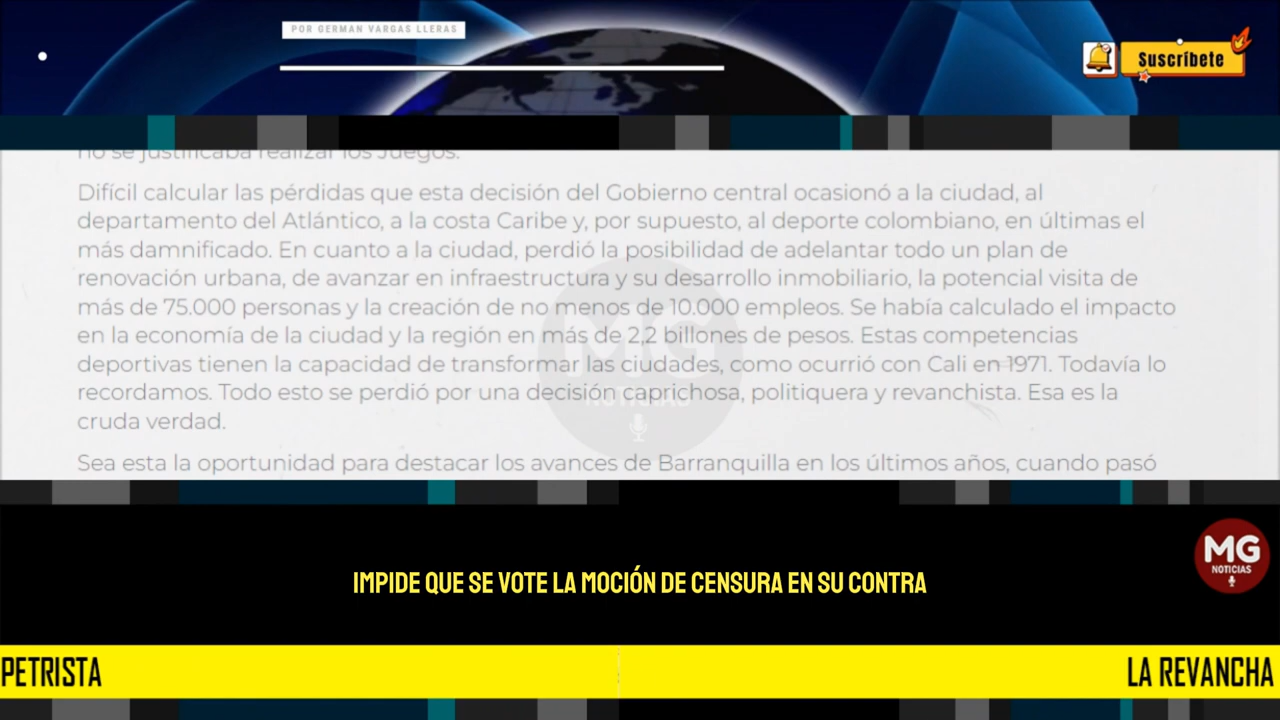 POR GERMAN VARGAS LLERAS
Suscríbete
no se justificaba realizar los Juegos.
Difícil calcular las pérdidas que esta decisión del Gobierno central ocasionó a la ciudad, al
departamento del Atlántico, a la costa Caribe y, por supuesto, al deporte colombiano, en últimas el
más damnificado. En cuanto a la ciudad, perdió la posibilidad de adelantar todo un plan de
renovación urbana, de avanzar en infraestructura y su desarrollo inmobiliario, la potencial visita de
más de 75.000 personas y la creación de no menos de 10.000 empleos. Se había calculado el impacto
en la economía de la ciudad y la región en más de 2,2 billones de pesos. Estas competencias
deportivas tienen la capacidad de transformar las ciudades, como ocurrió con Cali en 1971. Todavía lo
recordamos. Todo esto se perdió por una decisión caprichosa, politiquera y revanchista. Esa es la
cruda verdad.
Sea esta la oportunidad para destacar los avances de Barranquilla en los últimos años, cuando pasó
MG
NOTICIAS
IMPIDE QUE SE VOTE LA MOCIÓN DE CENSURA EN SU CONTRA
MG
NOTICIAS
PETRISTA
LA REVANCHA